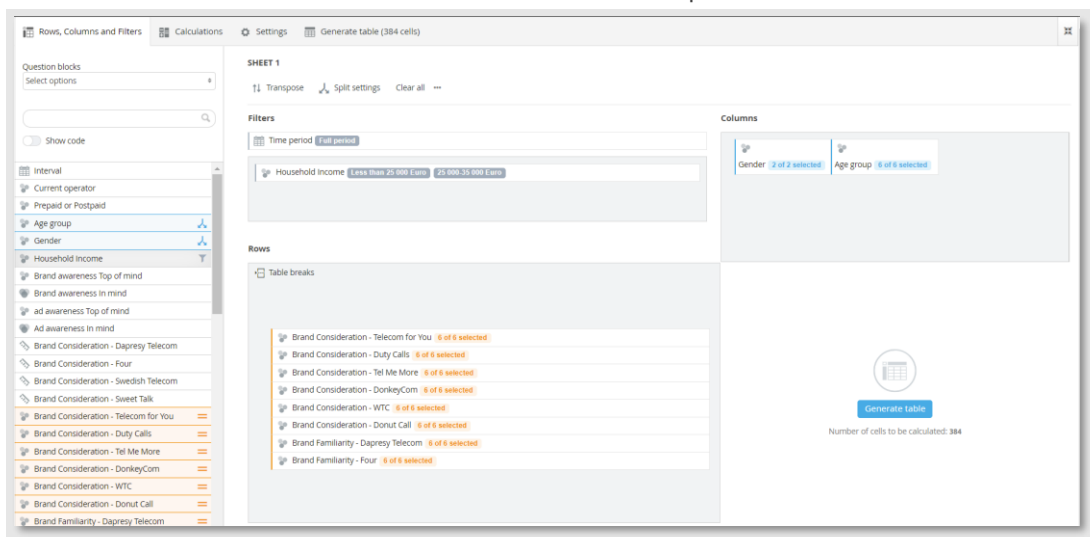 Rows, Columns and Filters
Calculations
Settings
Generate table (384 cells)
Question blocks
Select options
Show code
Interval
Current operator
Prepaid or Postpaid
Age group
Gender
Household Income
Brand awareness Top of mind
Brand awareness In mind
ad awareness Top of mind
Ad awareness In mind
Brand Consideration - Dapresy Telecom
Brand Consideration - Four
Brand Consideration - Swedish Telecom
Brand Consideration - Sweet Talk
Brand Consideration - Telecom for You
Brand Consideration - Duty Calls
Brand Consideration - Tel Me More
Brand Consideration - DonkeyCom
Brand Consideration - WTC
Brand Consideration - Donut Call
Brand Familiarity - Dapresy Telecom
SHEET 1
Transpose
Split settings
Clear all
Filters
Time period Full period
Household Income Less than 25 000 Euro 25 000-35 000 Euro
Columns
Gender 2 of 2 selected
Age group 6 of 6 selected
Rows
Table breaks
Brand Consideration - Telecom for You 6 of 6 selected
Brand Consideration - Duty Calls 6 of 6 selected
Brand Consideration - Tel Me More 6 of 6 selected
Brand Consideration - DonkeyCom 6 of 6 selected
Brand Consideration - WTC 6 of 6 selected
Brand Consideration - Donut Call 6 of 6 selected
Brand Familiarity - Dapresy Telecom 6 of 6 selected
Brand Familiarity - Four 6 of 6 selected
Generate table
Number of cells to be calculated: 384